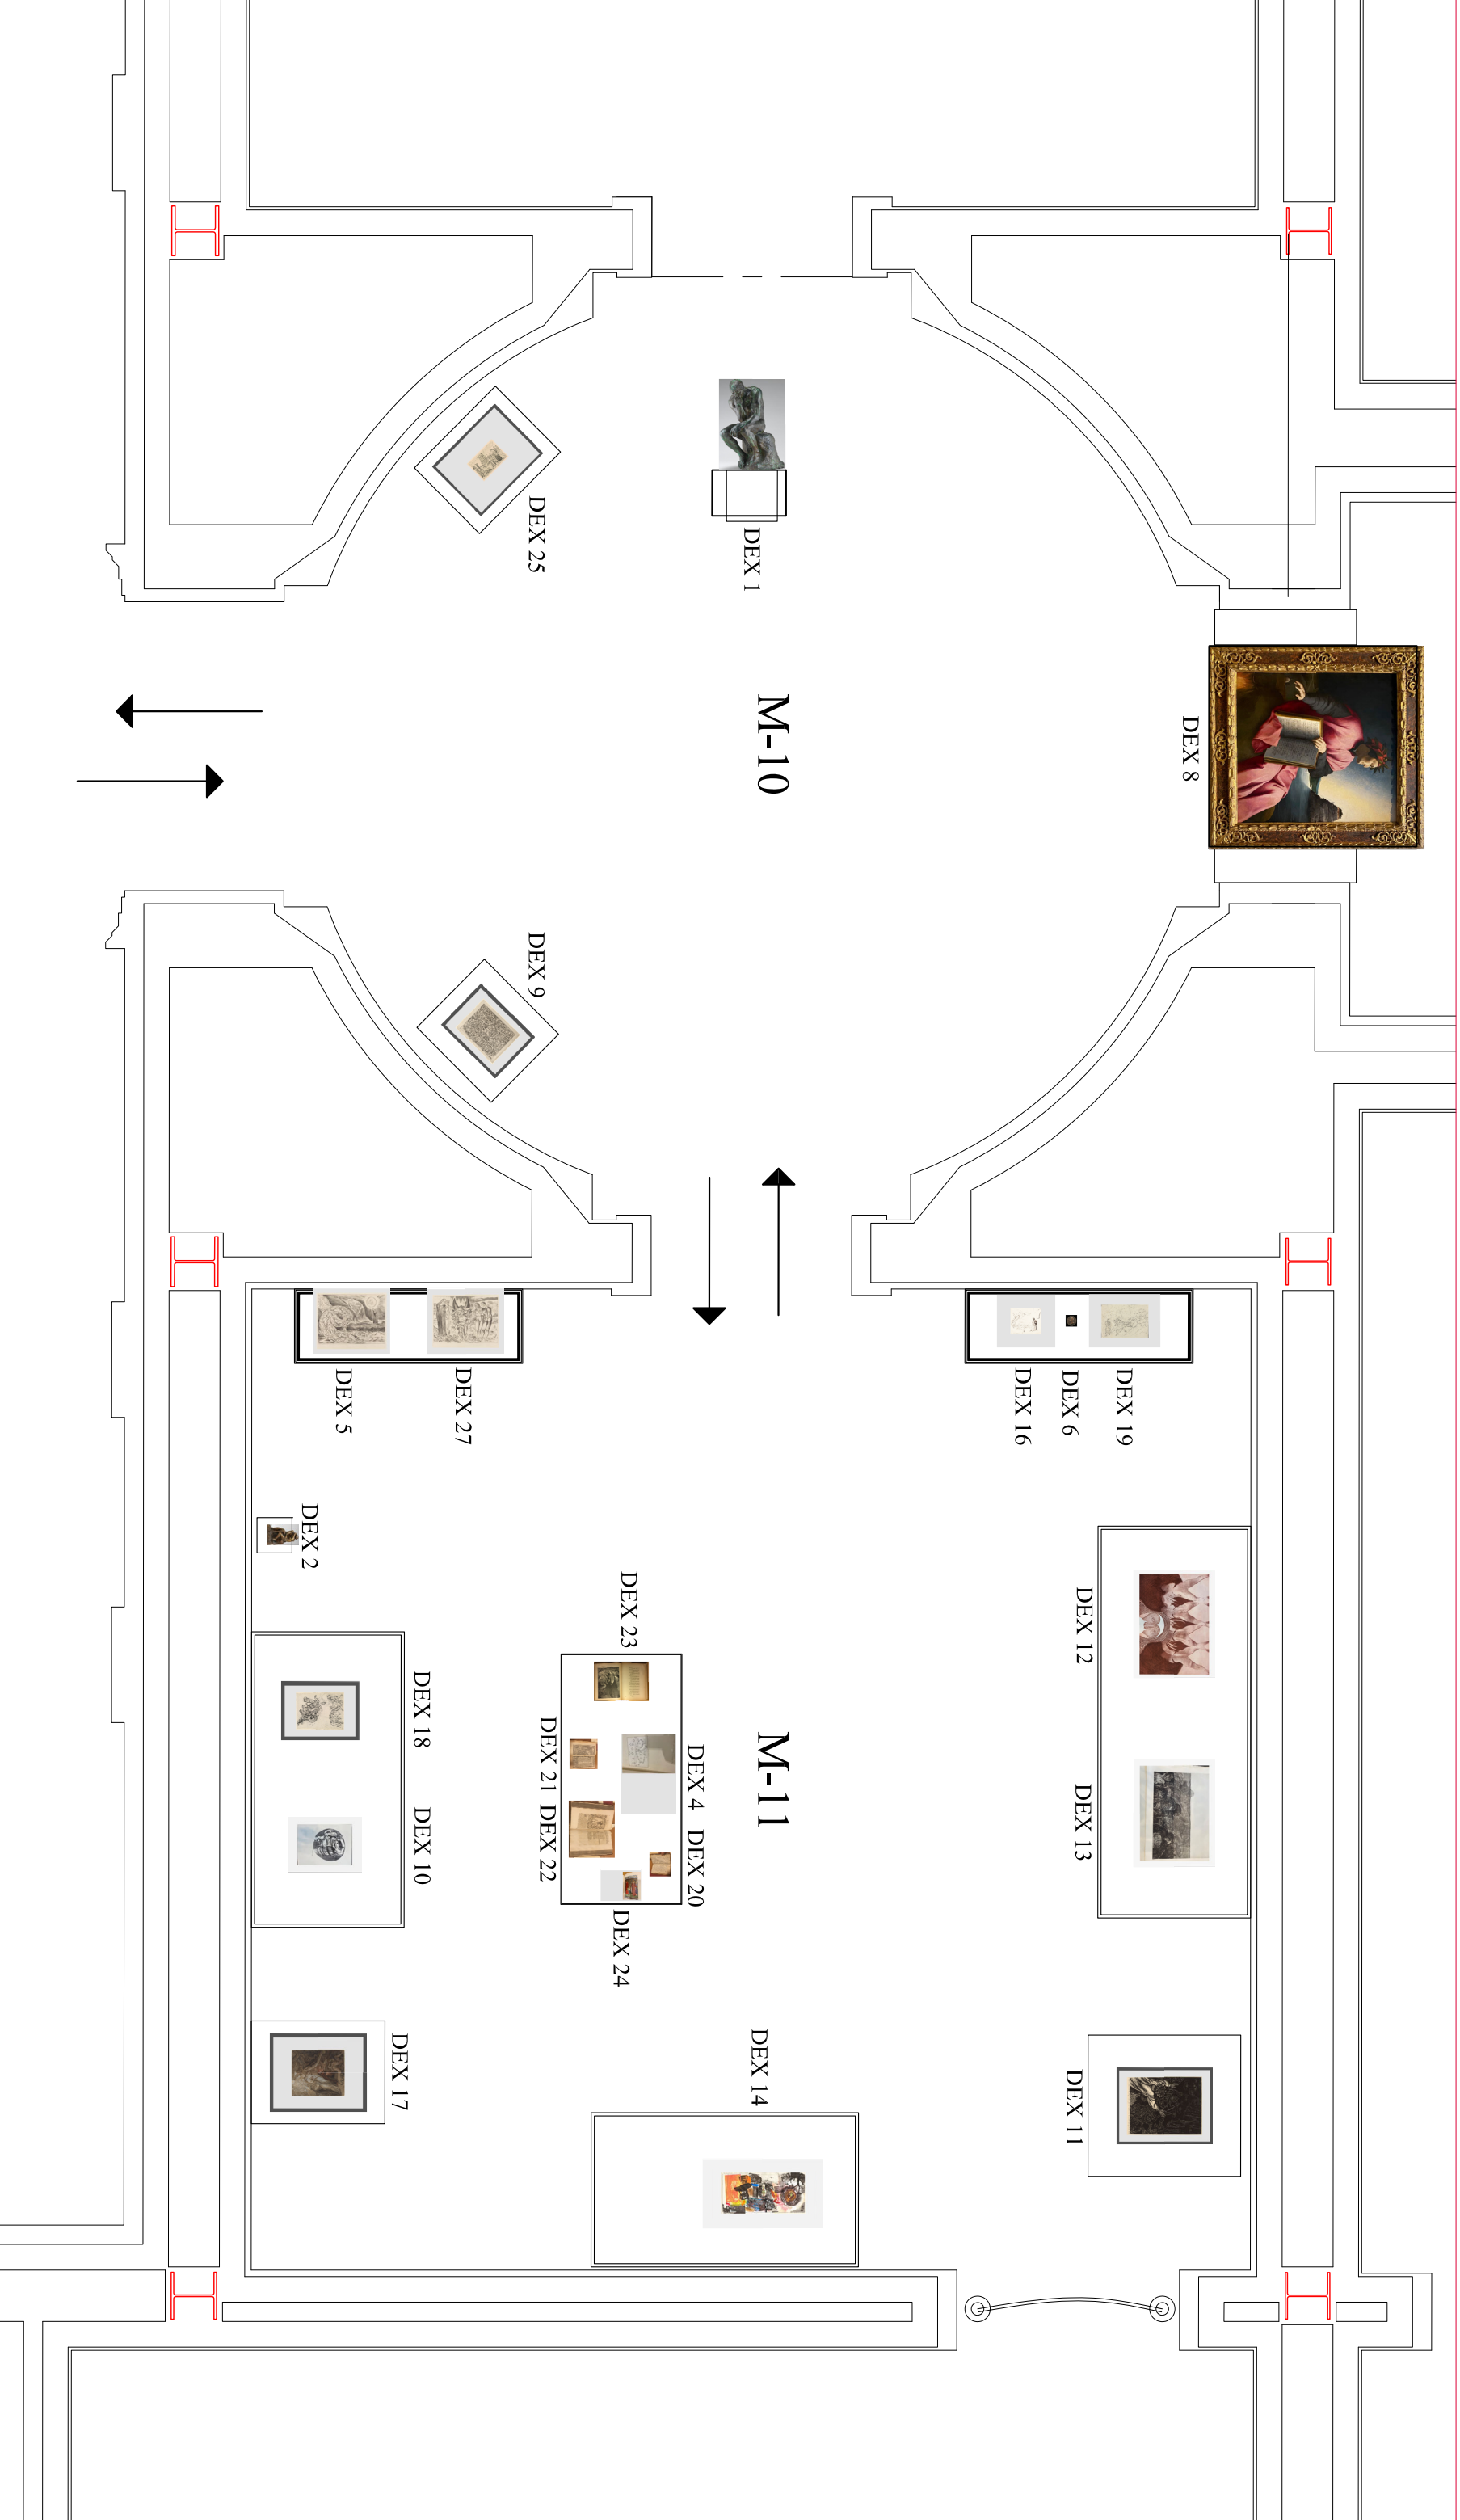 DEX 25
DEX 1
M-10
DEX 8
DEX 9
DEX 5
DEX 27
DEX 16
DEX 6
DEX 19
DEX 2
DEX 23
DEX 12
DEX 18
DEX 21
DEX 4
M-11
DEX 13
DEX 10
DEX 22
DEX 20
DEX 24
DEX 17
DEX 14
DEX 11